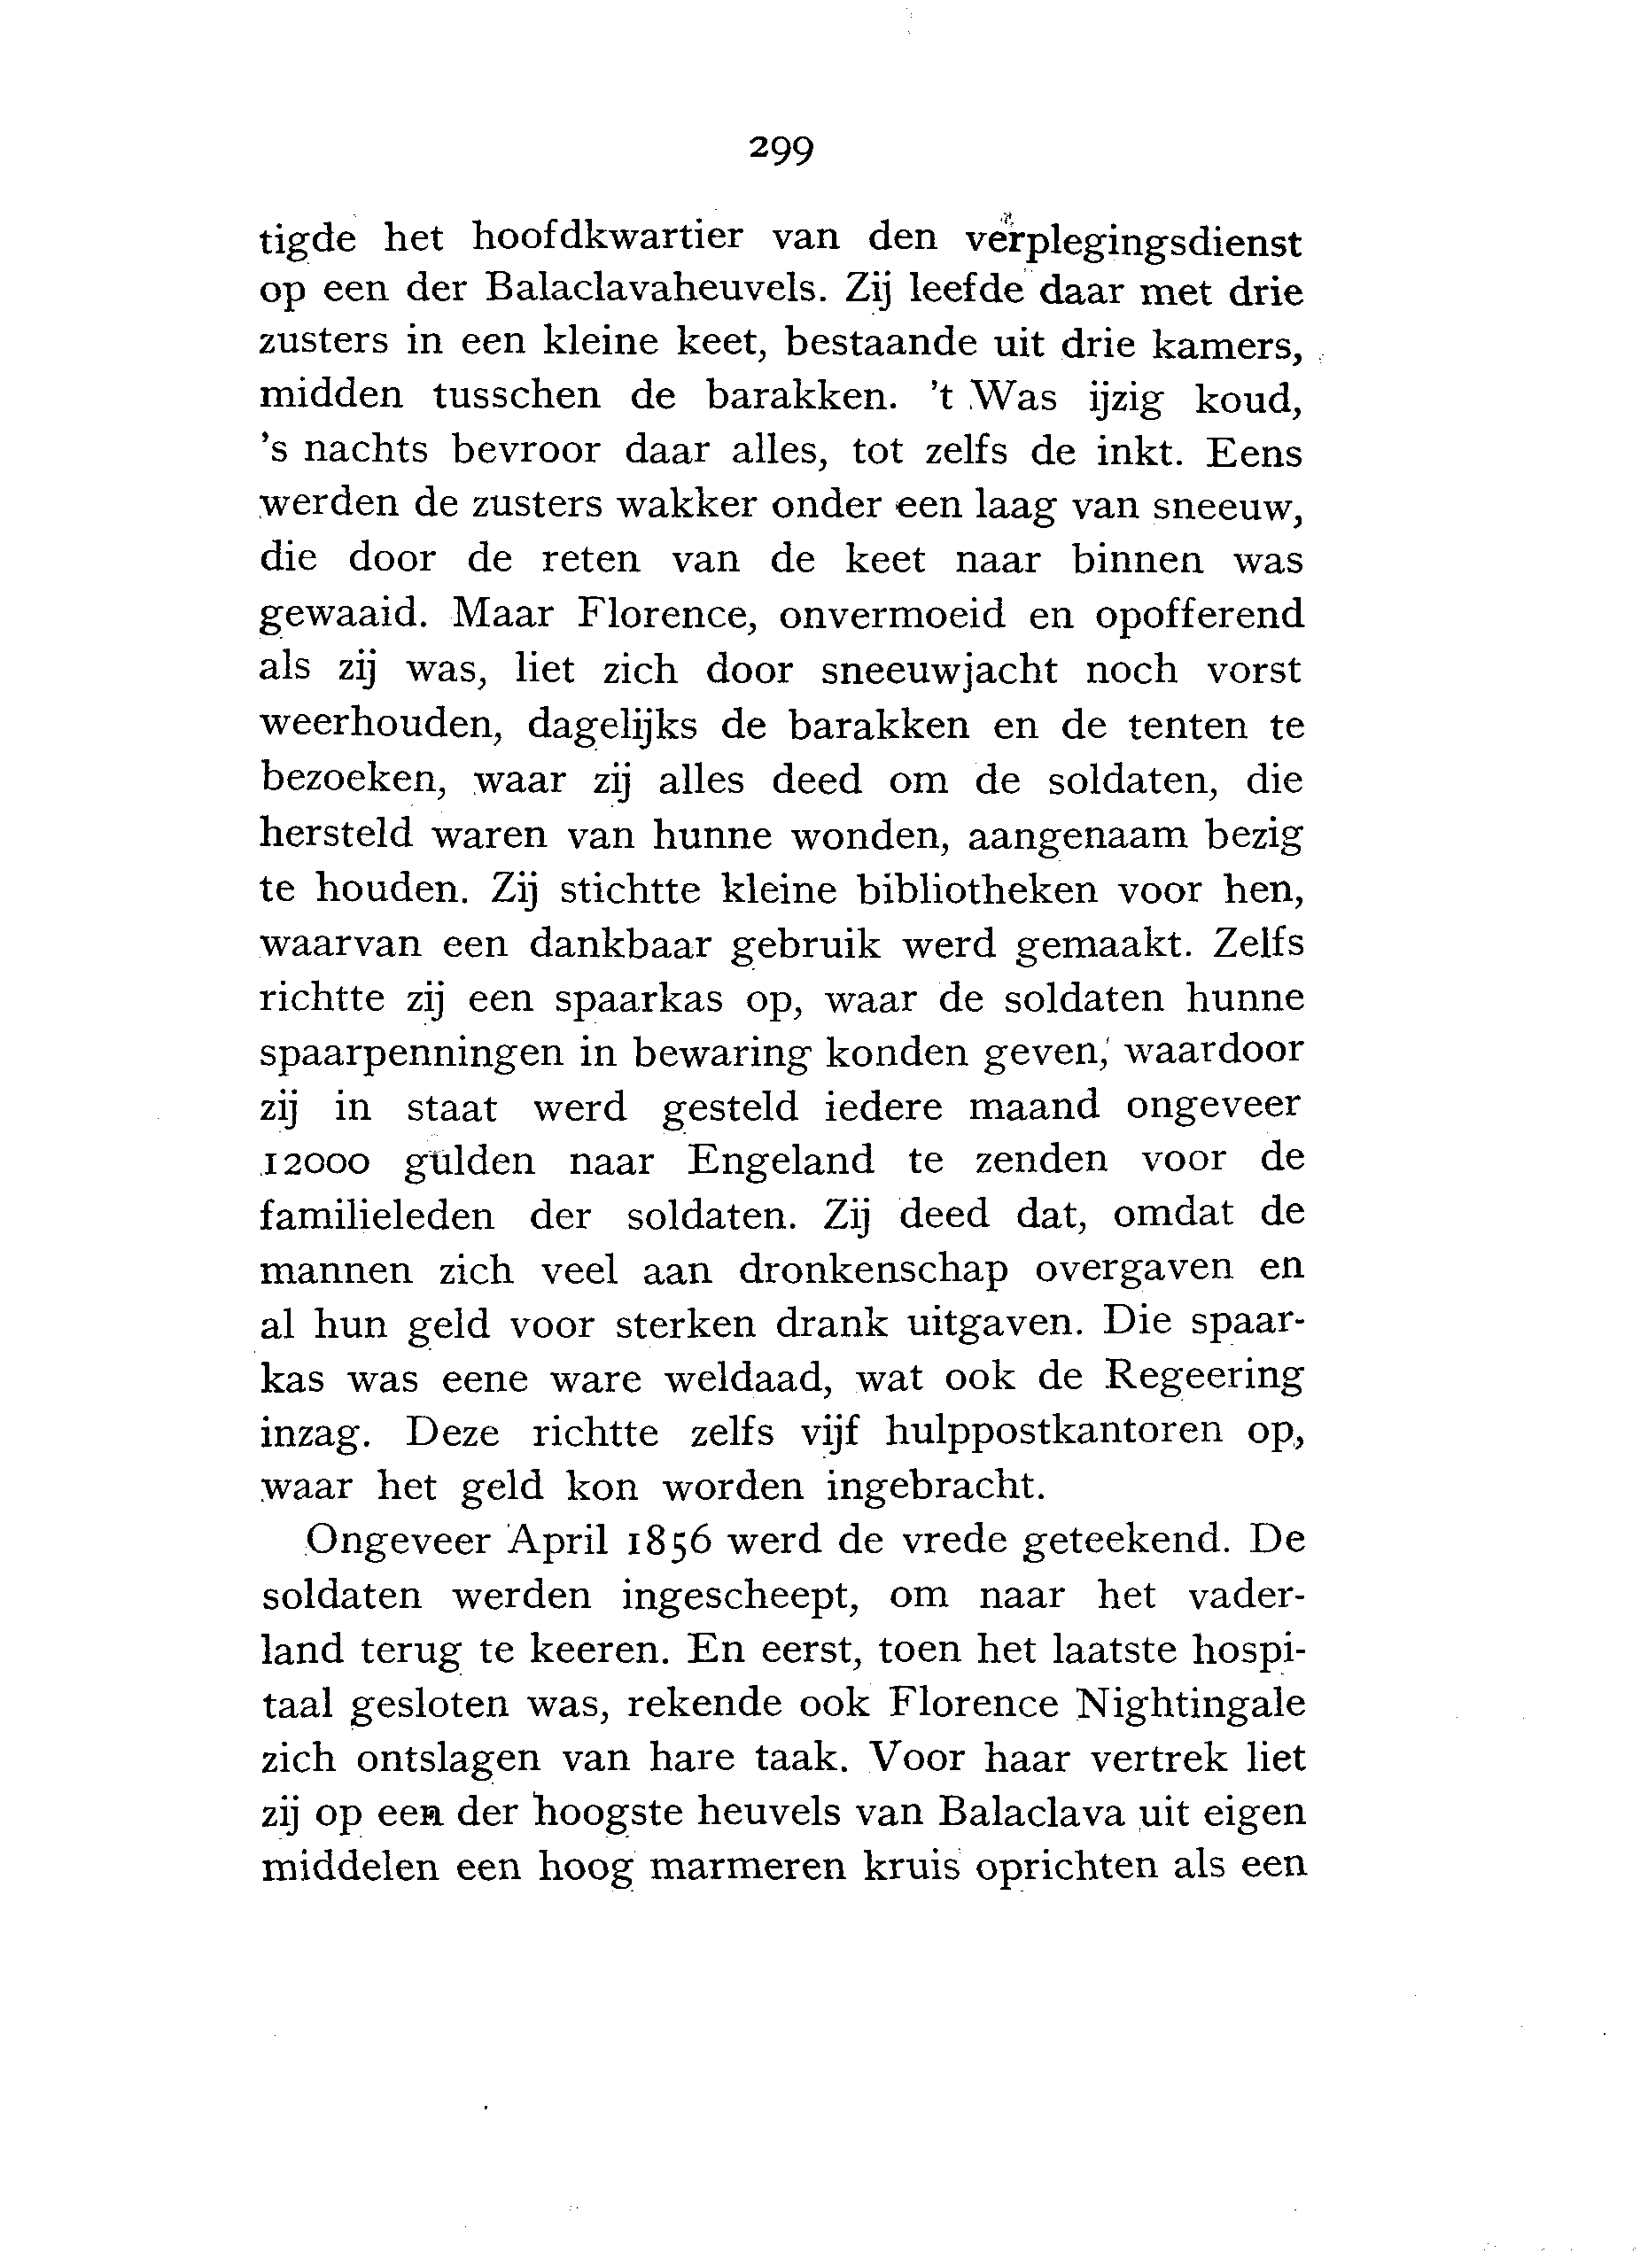 299
tigde het hoofdkwartier van den verplegingsdienst
op een der Balaclavaheuvels. Zij leefde daar met drie
zusters in een kleine keet, bestaande uit drie kamers,
midden tusschen de barakken. 't Was ijzig koud,
's nachts bevroor daar alles, tot zelfs de inkt. Eens
werden de zusters wakker onder een laag van sneeuw,
die door de reten van de keet naar binnen was
gewaaid. Maar Florence, onvermoeid en opofferend
als zij was, liet zich door sneeuwjacht noch vorst
weerhouden, dagelijks de barakken en de tenten te
bezoeken, waar zij alles deed om de soldaten, die
hersteld waren van hunne wonden, aangenaam bezig
te houden. Zij stichtte kleine bibliotheken voor hen,
waarvan een dankbaar gebruik werd gemaakt. Zelfs
richtte zij een spaarkas op, waar de soldaten hunne
spaarpenningen in bewaring konden geven, waardoor
zij in staat werd gesteld iedere maand ongeveer
12000 gulden naar Engeland te zenden voor de
familieleden der soldaten. Zij deed dat, omdat de
mannen zich veel aan dronkenschap overgaven en
al hun geld voor sterken drank uitgaven. Die spaar-
kas was eene ware weldaad, wat ook de Regeering
inzag. Deze richtte zelfs vijf hulppostkantoren op,
waar het geld kon worden ingebracht.
Ongeveer April 1856 werd de vrede geteekend. De
soldaten werden ingescheept, om naar het vader-
land terug te keeren. En eerst, toen het laatste hospi-
taal gesloten was, rekende ook Florence Nightingale
zich ontslagen van hare taak. Voor haar vertrek liet
zij op een der hoogste heuvels van Balaclava uit eigen
middelen een hoog marmeren kruis oprichten als een